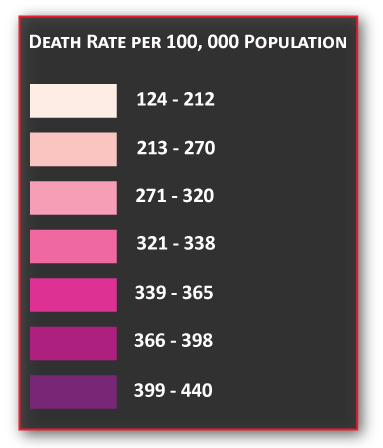 Death Rate per 100, 000 Population
124 - 212
213 - 270
271 - 320
321 - 338
339 - 365
366 - 398
399 - 440